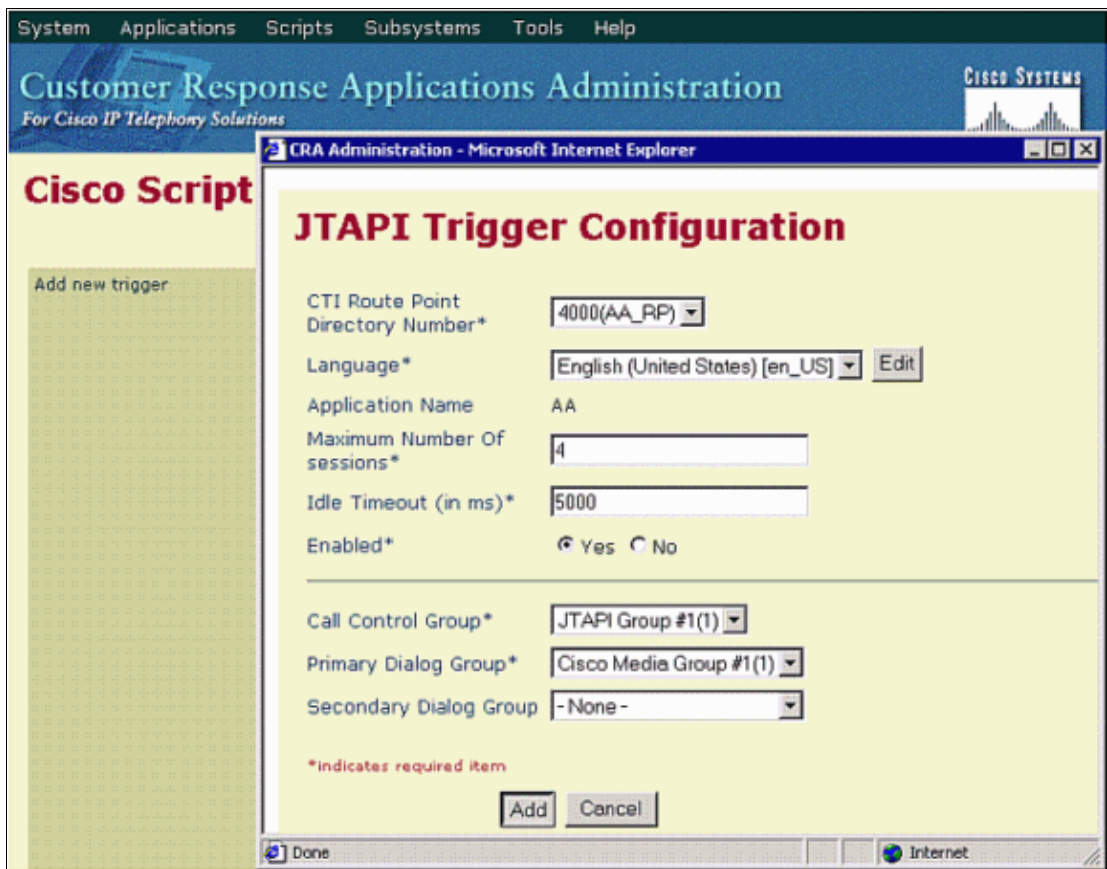 System Applications Scripts Subsystems Tools Help
Customer Response Applications Administration
For Cisco IP Telephony Solutions
CISCO SYSTEMS
CRA Administration - Microsoft Internet Explorer
Cisco Script
JTAPI Trigger Configuration
Add new trigger
CTI Route Point
Directory Number*
4000(AA_RP)
Language*
English (United States) [en_US]
Edit
Application Name
AA
Maximum Number Of
sessions*
4
Idle Timeout (in ms)*
5000
Enabled*
Yes No
Call Control Group*
JTAPI Group #1(1)
Primary Dialog Group*
Cisco Media Group #1(1)
Secondary Dialog Group
- None -
*indicates required item
Add Cancel
Done
Internet